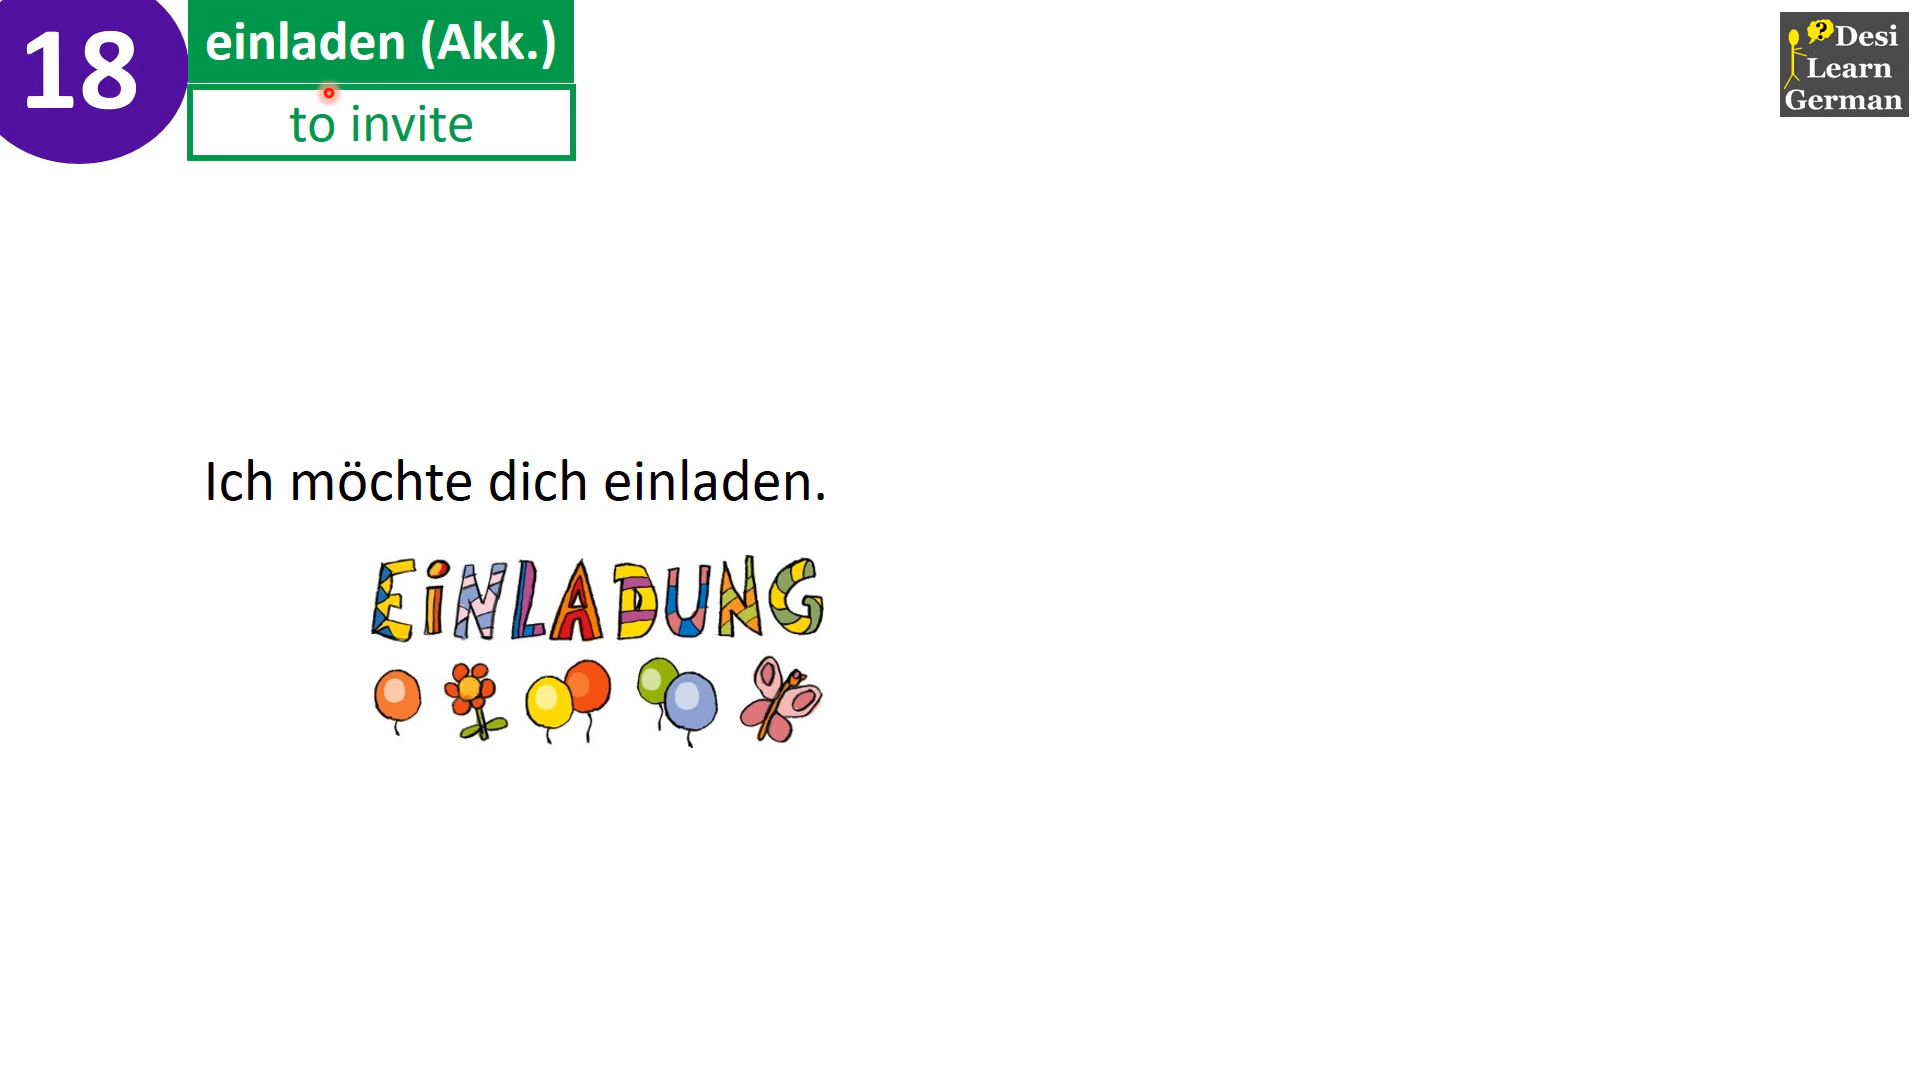 18
einladen (Akk.)
to invite
?
Desi
Learn
German
Ich möchte dich einladen.
EiNLADUNG